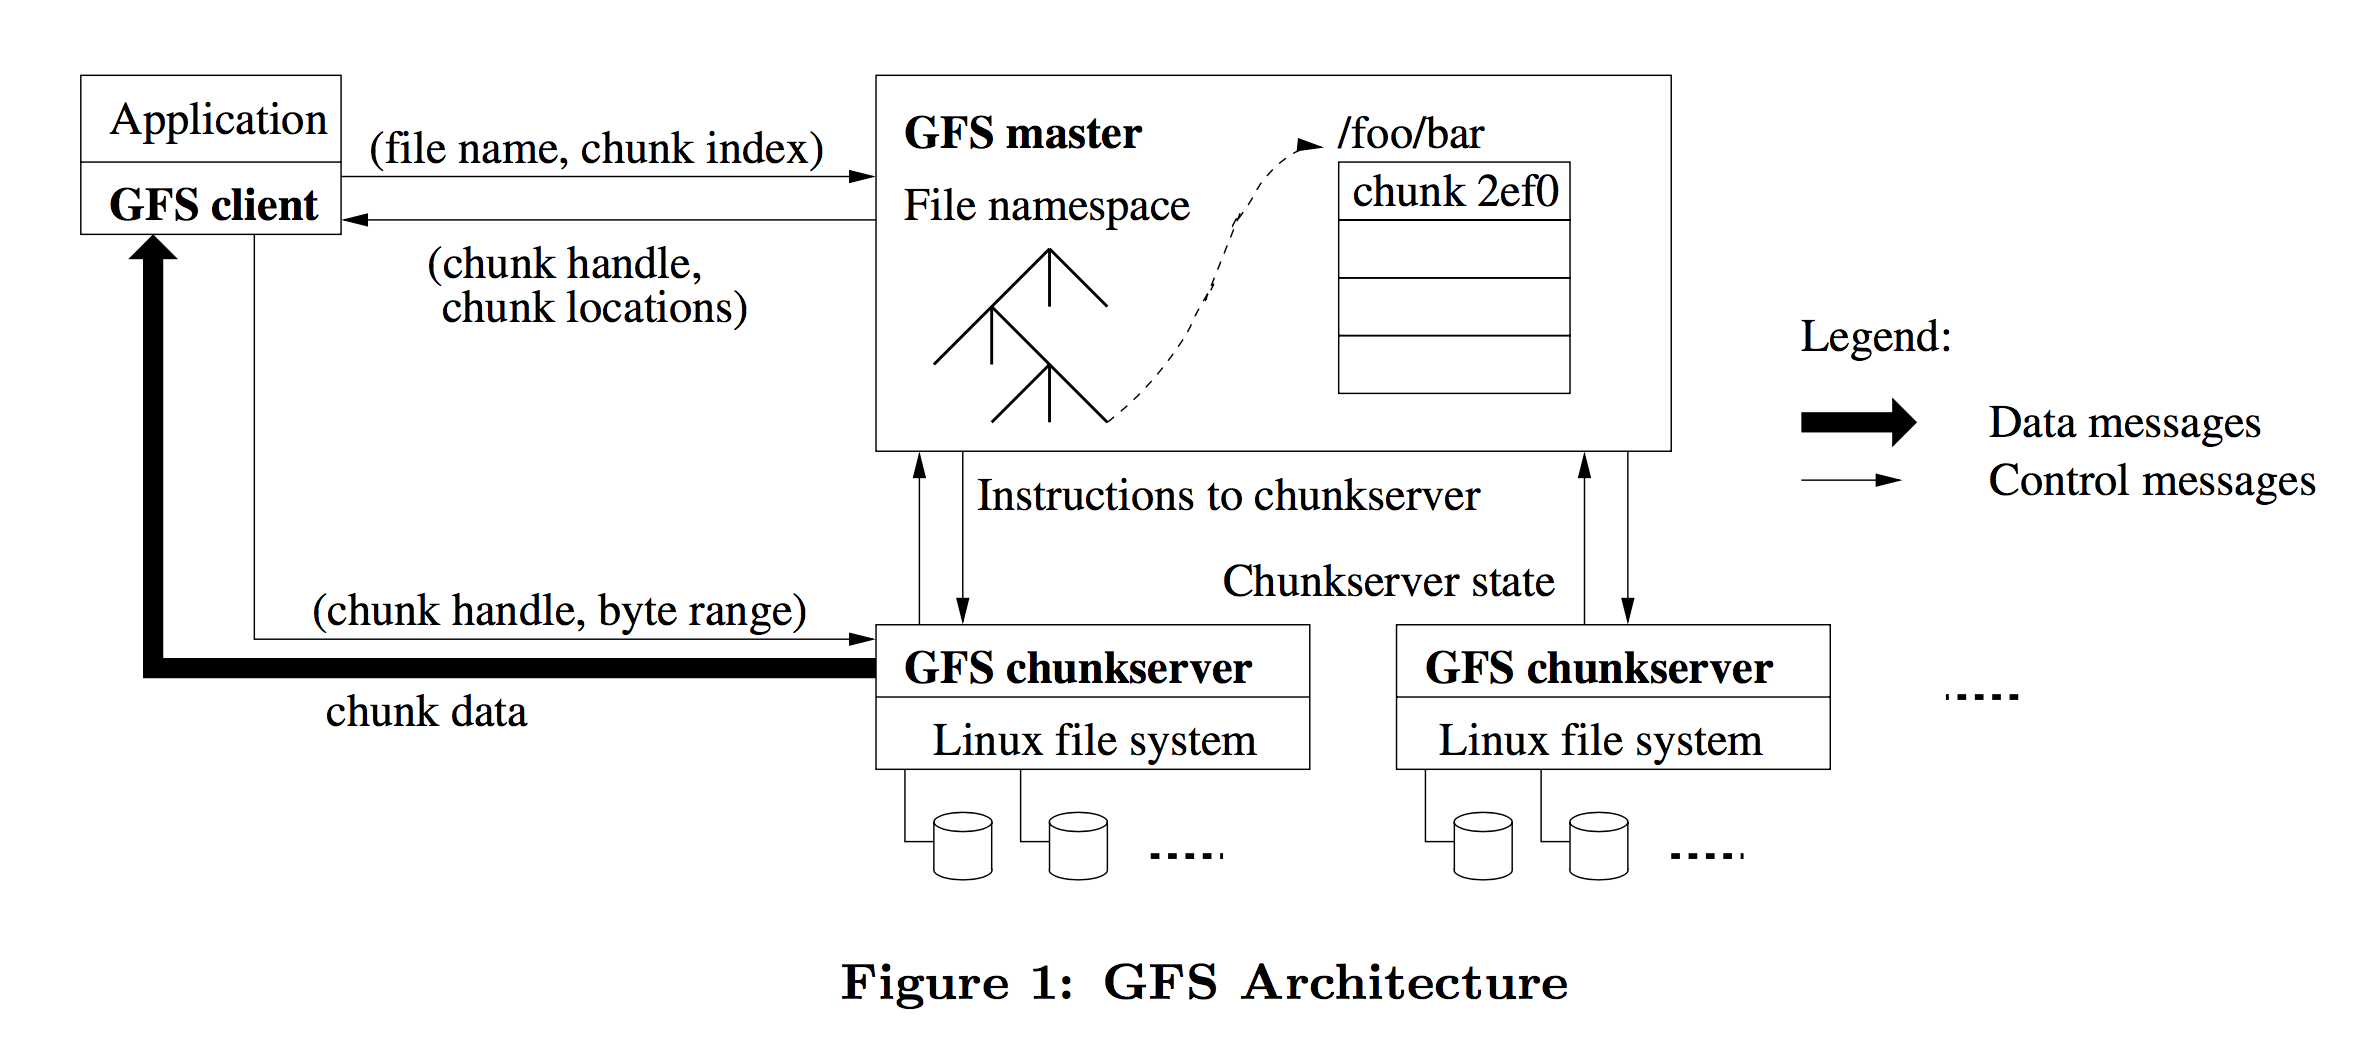 Application
GFS client
(file name, chunk index)
(chunk handle,
chunk locations)
GFS master
File namespace
/foo/bar
chunk 2ef0
Legend:
Data messages
Control messages
Instructions to chunkserver
Chunkserver state
(chunk handle, byte range)
chunk data
GFS chunkserver
Linux file system
GFS chunkserver
Linux file system
Figure 1: GFS Architecture